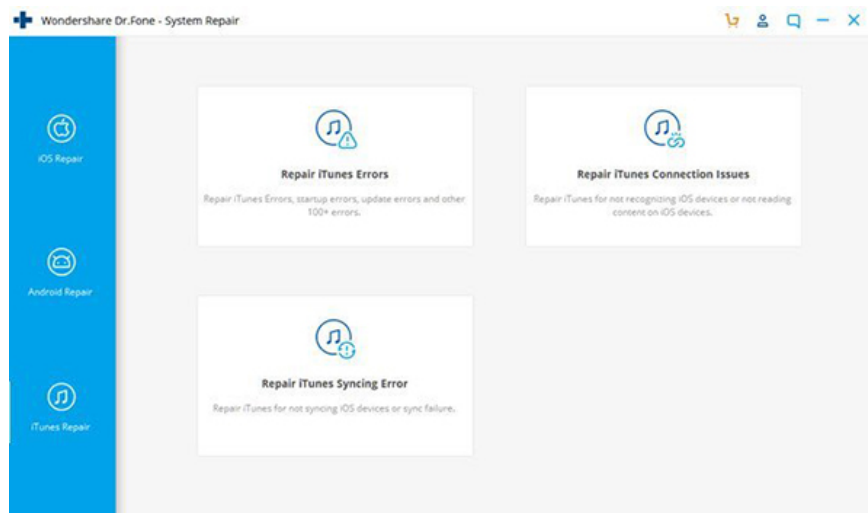 Wondershare Dr.Fone - System Repair
iOS Repair
Android Repair
iTunes Repair
Repair iTunes Errors
Repair iTunes Errors, startup errors, update errors and other
100+ errors.
Repair iTunes Connection Issues
Repair iTunes for not recognizing iOS devices or not reading
content on iOS devices.
Repair iTunes Syncing Error
Repair iTunes for not syncing iOS devices or sync failure.